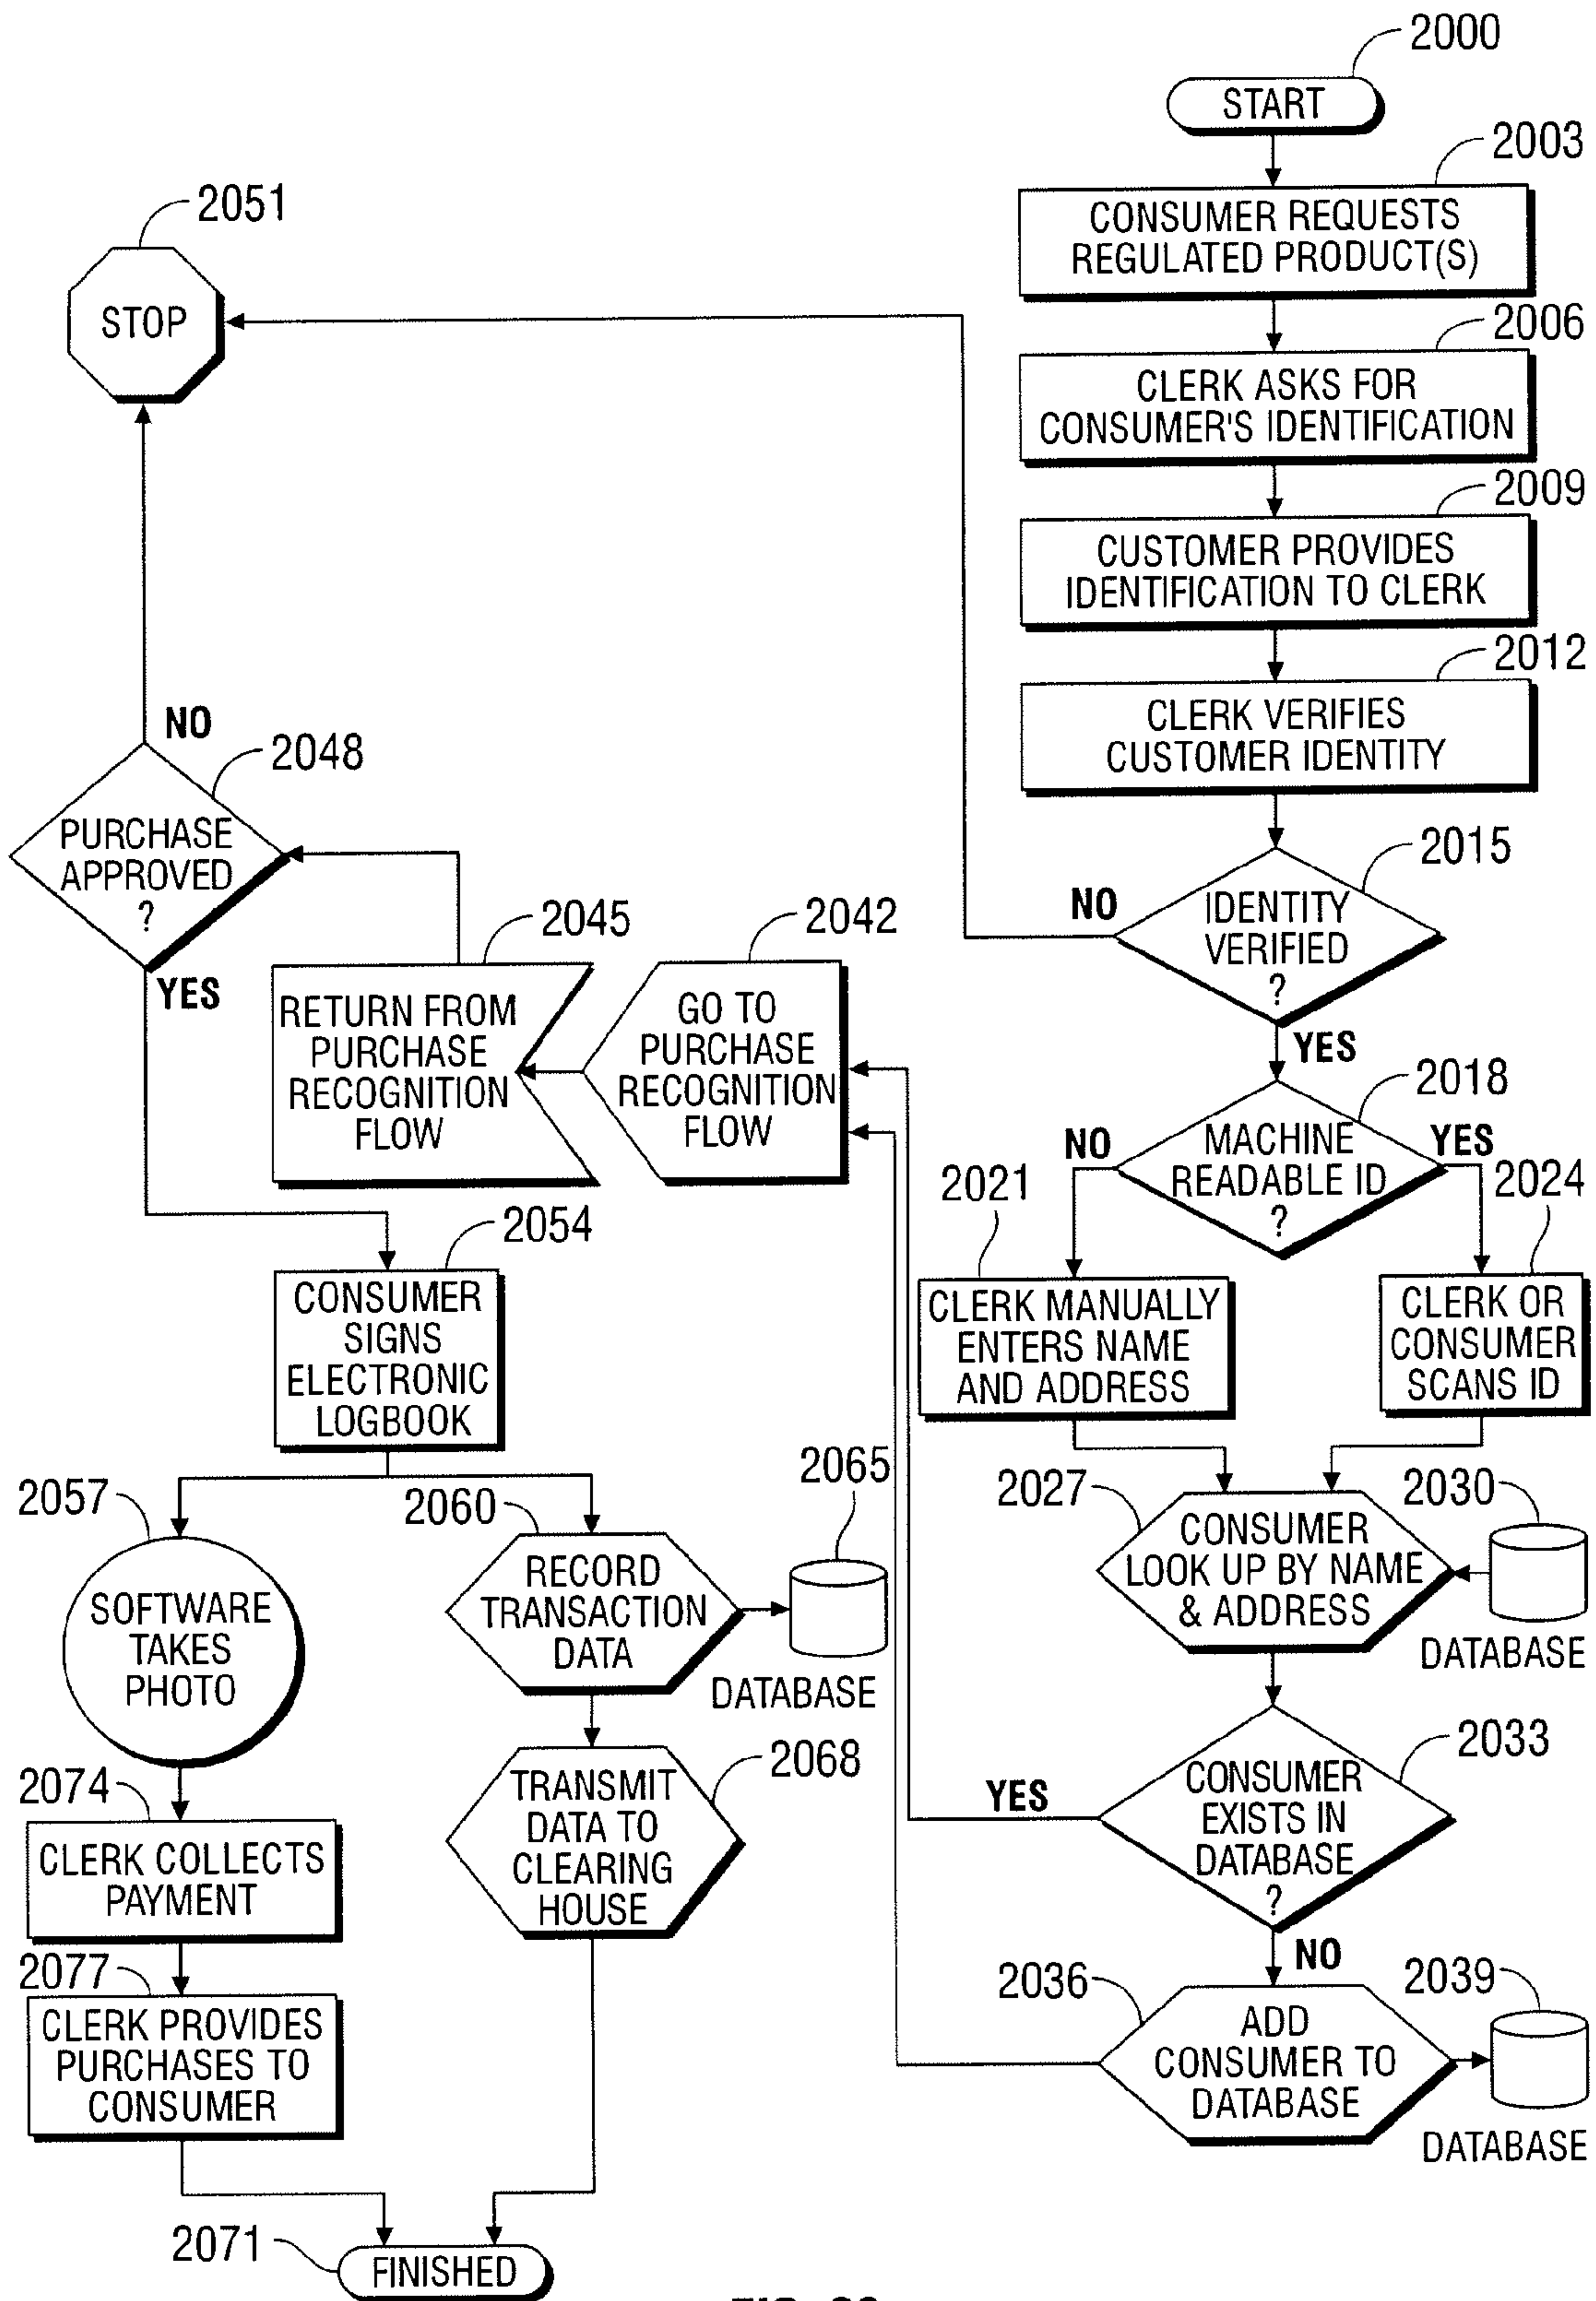 2000
START
2003
CONSUMER REQUESTS
REGULATED PRODUCT(S)
2006
CLERK ASKS FOR
CONSUMER'S IDENTIFICATION
2009
CUSTOMER PROVIDES
IDENTIFICATION TO CLERK
2012
CLERK VERIFIES
CUSTOMER IDENTITY
2015
IDENTITY
VERIFIED
?
NO
YES
2018
MACHINE
READABLE ID
?
NO
YES
2021
CLERK MANUALLY
ENTERS NAME
AND ADDRESS
2024
CLERK OR
CONSUMER
SCANS ID
2027
CONSUMER
LOOK UP BY NAME
& ADDRESS
2030
DATABASE
2033
CONSUMER
EXISTS IN
DATABASE
?
YES
NO
2036
ADD
CONSUMER TO
DATABASE
2039
DATABASE
2042
GO TO
PURCHASE
RECOGNITION
FLOW
2045
RETURN FROM
PURCHASE
RECOGNITION
FLOW
2048
PURCHASE
APPROVED
?
NO
YES
2051
STOP
2054
CONSUMER
SIGNS
ELECTRONIC
LOGBOOK
2057
SOFTWARE
TAKES
PHOTO
2060
RECORD
TRANSACTION
DATA
2065
DATABASE
2068
TRANSMIT
DATA TO
CLEARING
HOUSE
2074
CLERK COLLECTS
PAYMENT
2077
CLERK PROVIDES
PURCHASES TO
CONSUMER
2071
FINISHED